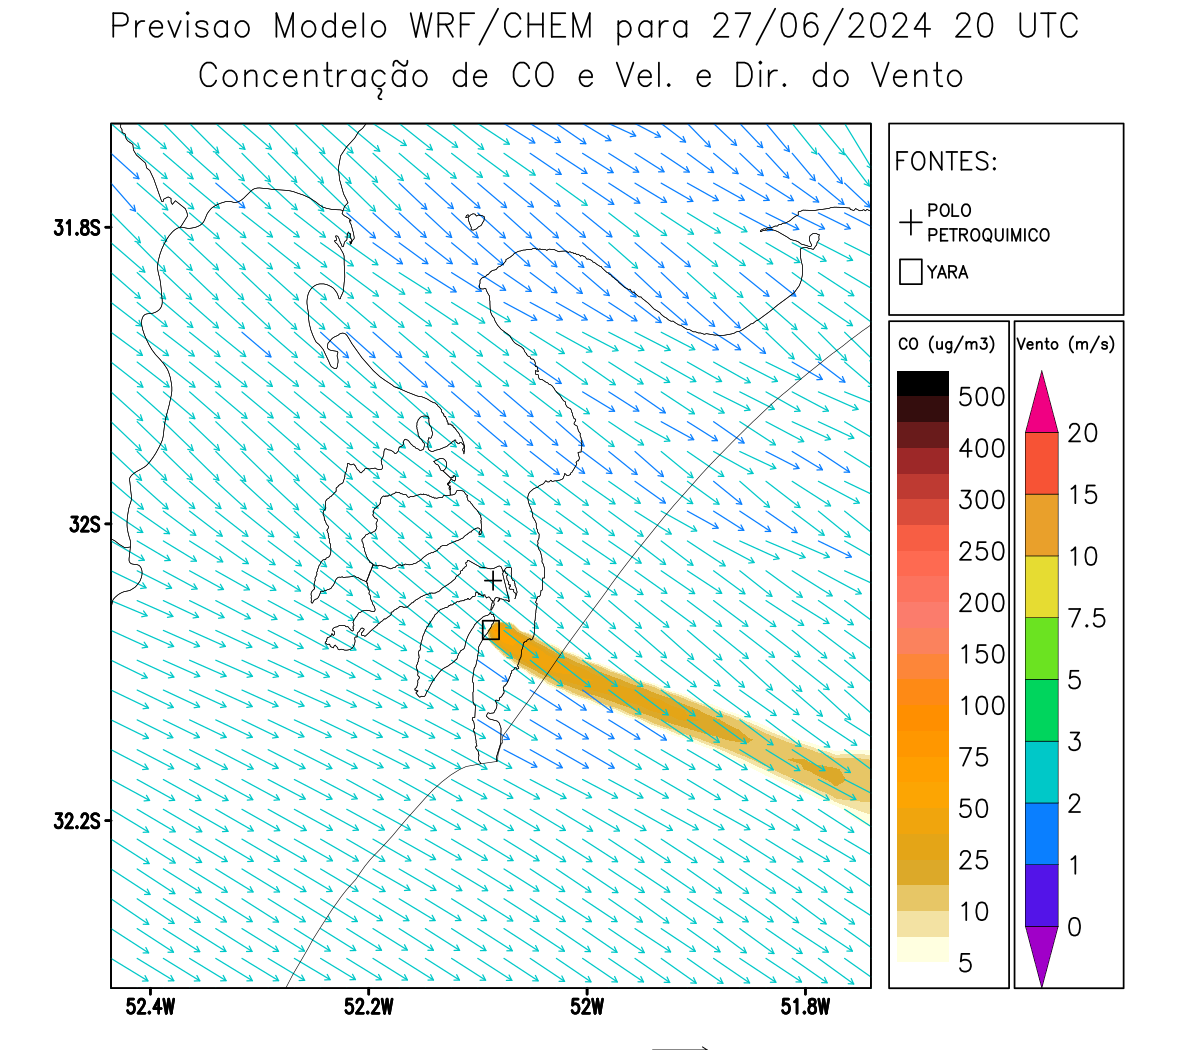 Previsao Modelo WRF/CHEM para 27/06/2024 20 UTC
Concentração de CO e Vel. e Dir. do Vento
FONTES:
POLO
PETROQUIMICO
YARA
CO (ug/m3)
500
400
300
250
200
150
100
75
50
25
10
5
Vento (m/s)
20
15
10
7.5
5
3
2
1
0
31.8S
32S
32.2S
52.4W
52.2W
52W
51.8W